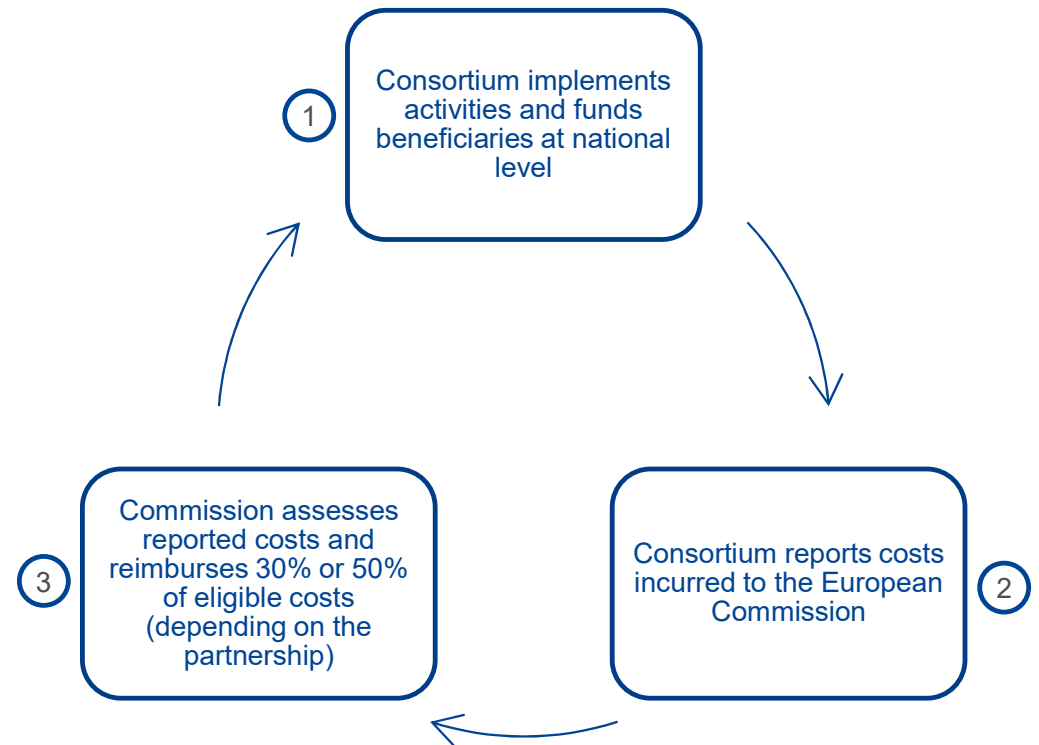 1
Consortium implements
activities and funds
beneficiaries at national
level
2
Consortium reports costs
incurred to the European
Commission
3
Commission assesses
reported costs and
reimburses 30% or 50%
of eligible costs
(depending on the
partnership)